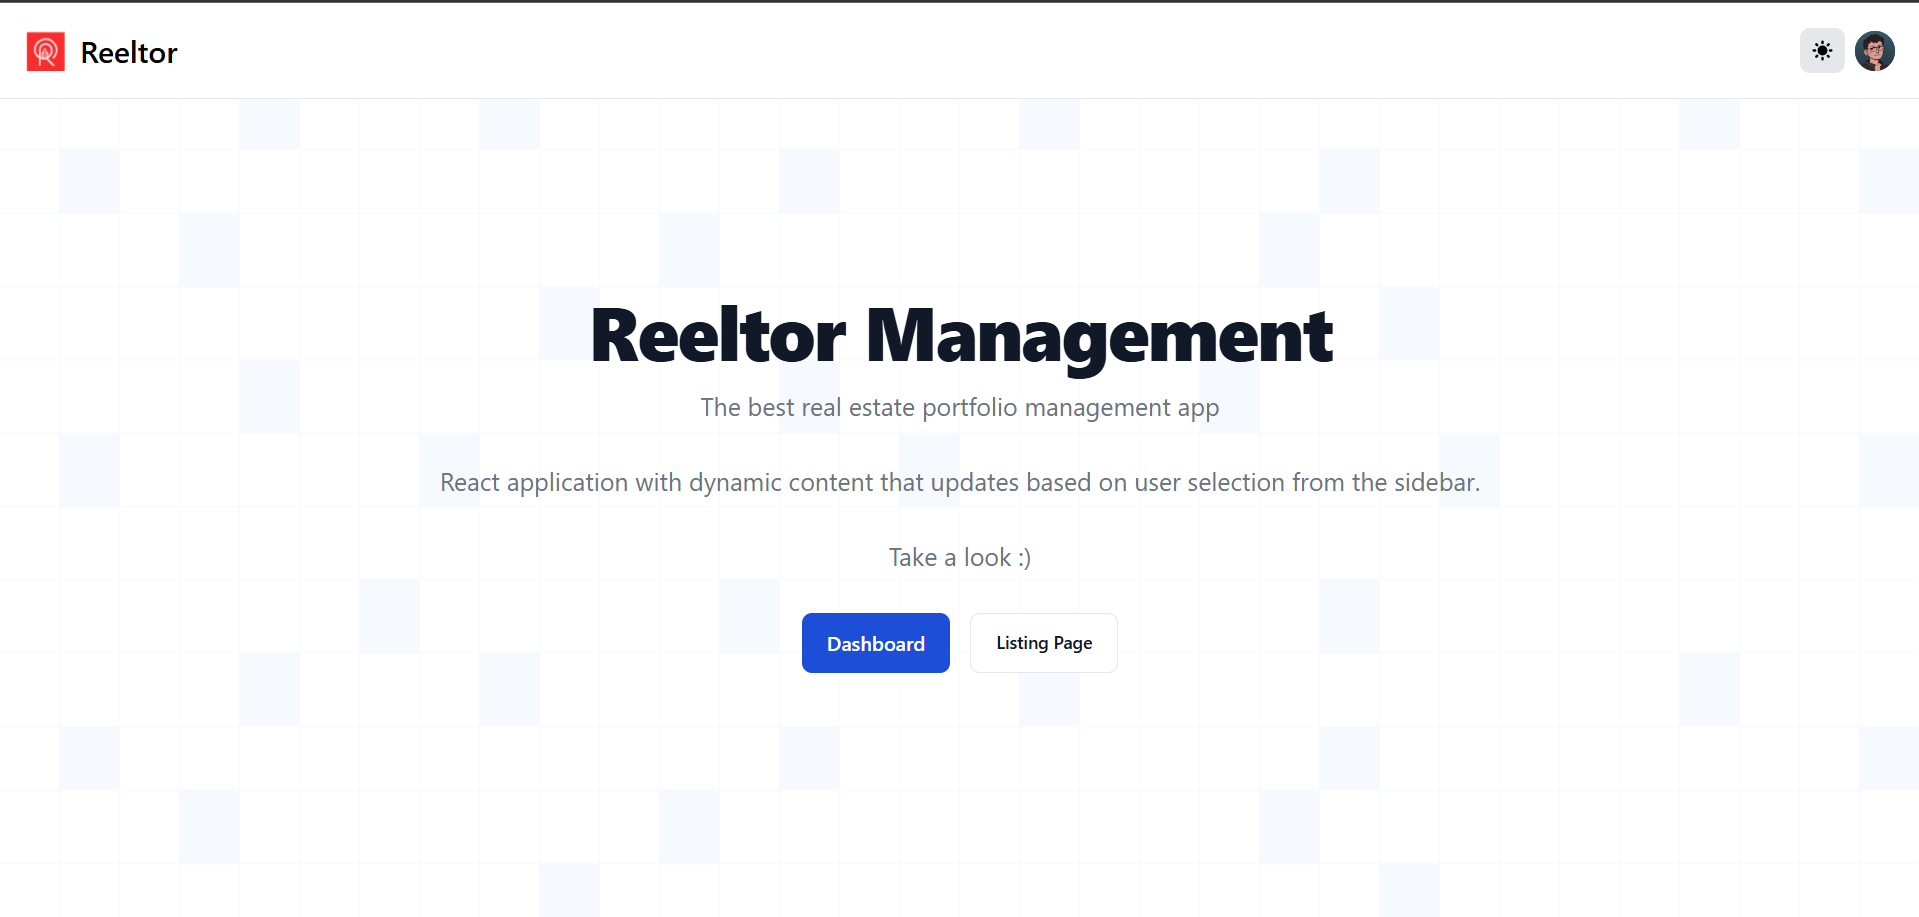 Reeltor
Reeltor Management
The best real estate portfolio management app
React application with dynamic content that updates based on user selection from the sidebar.
Take a look :)
Dashboard
Listing Page